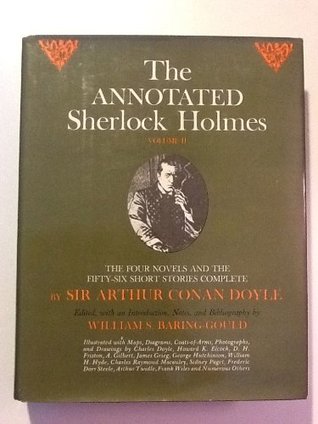 The
ANNOTATED
Sherlock Holmes
VOLUME II
THE FOUR NOVELS AND THE
FIFTY-SIX SHORT STORIES COMPLETE
BY SIR ARTHUR CONAN DOYLE
Edited, with an Introduction, Notes, and Bibliography by
WILLIAM S. BARING-GOULD
Illustrated with Maps, Diagrams, Coats-of-Arms, Photographs,
and Drawings by Charles Doyle, Howard K. Elcock, D. H.
Friston, A. Gilbert, James Greig, George Hutchinson, William
H. Hyde, Charles Raymond Macauley, Sidney Paget, Frederic
Dorr Steele, Arthur Twidle, Frank Wiles and Numerous Others